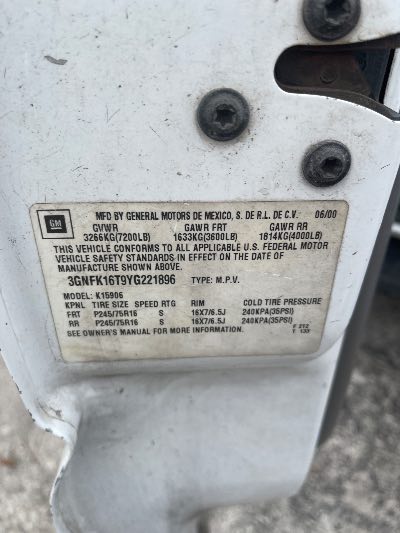 GM
MFD BY GENERAL MOTORS DE MEXICO, S. DE R.L. DE C.V. 06/00
GVWR GAWR FRT GAWR RR
3266KG(7200LB) 1633KG(3600LB) 1814KG(4000LB)
THIS VEHICLE CONFORMS TO ALL APPLICABLE U.S. FEDERAL MOTOR
VEHICLE SAFETY STANDARDS IN EFFECT ON THE DATE OF
MANUFACTURE SHOWN ABOVE.
3GNFK16T9YG221896 TYPE: M.P.V.
MODEL: K15906
KPNL TIRE SIZE SPEED RTG RIM COLD TIRE PRESSURE
FRT P245/75R16 S 16X7/6.5J 240KPA(35PSI)
RR P245/75R16 S 16X7/6.5J 240KPA(35PSI)
SEE OWNER'S MANUAL FOR MORE INFORMATION.
F 212
T 133